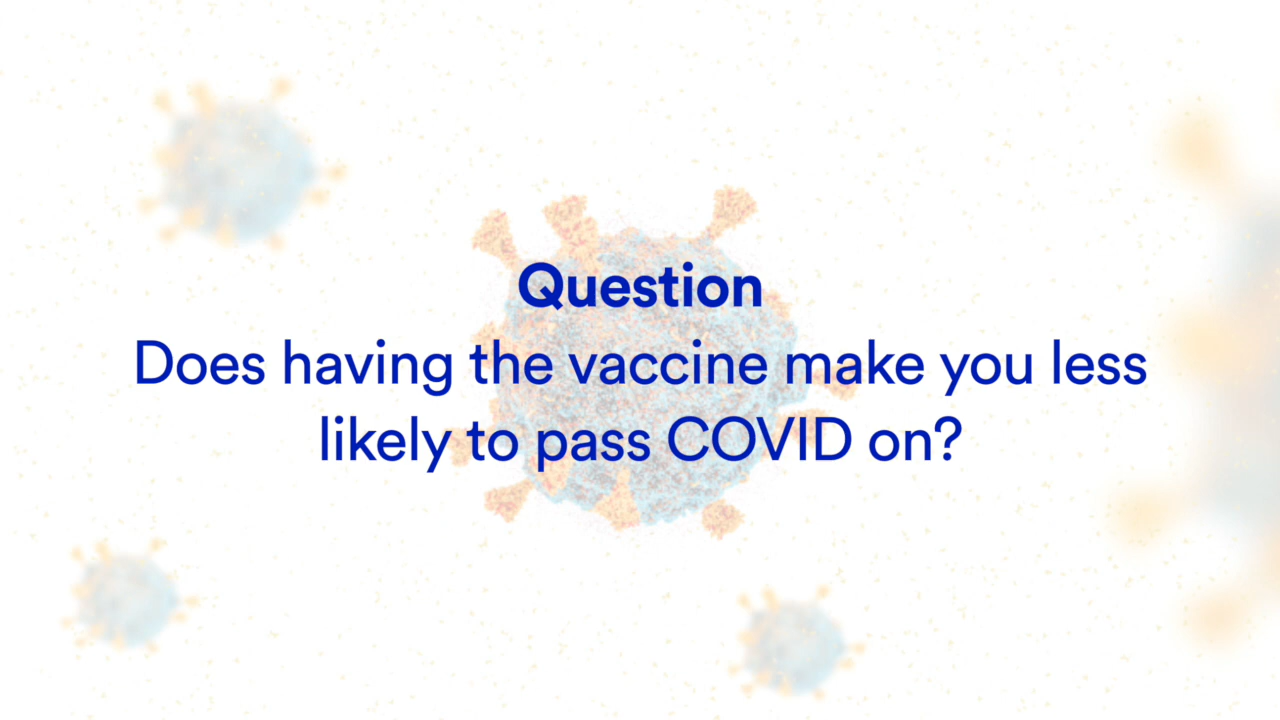 Question
Does having the vaccine make you less
likely to pass COVID on?